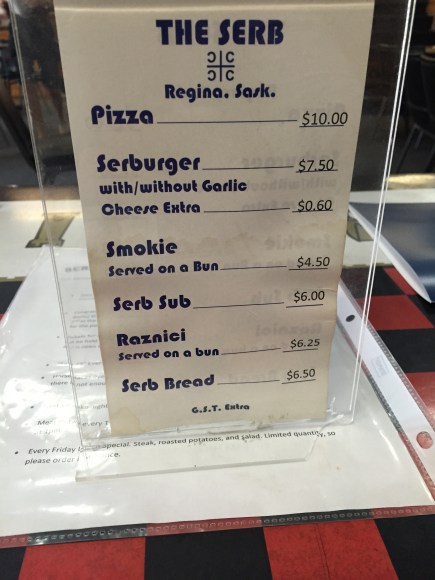 THE SERB
Regina, Sask.
Pizza $10.00
Serburger $7.50
with/without Garlic
Cheese Extra $0.60
Smokie
Served on a Bun $4.50
Serb Sub $6.00
Raznici
Served on a bun $6.25
Serb Bread $6.50
G.S.T. Extra
• Every Friday special. Steak, roasted potatoes, and salad. Limited quantity, so
please order